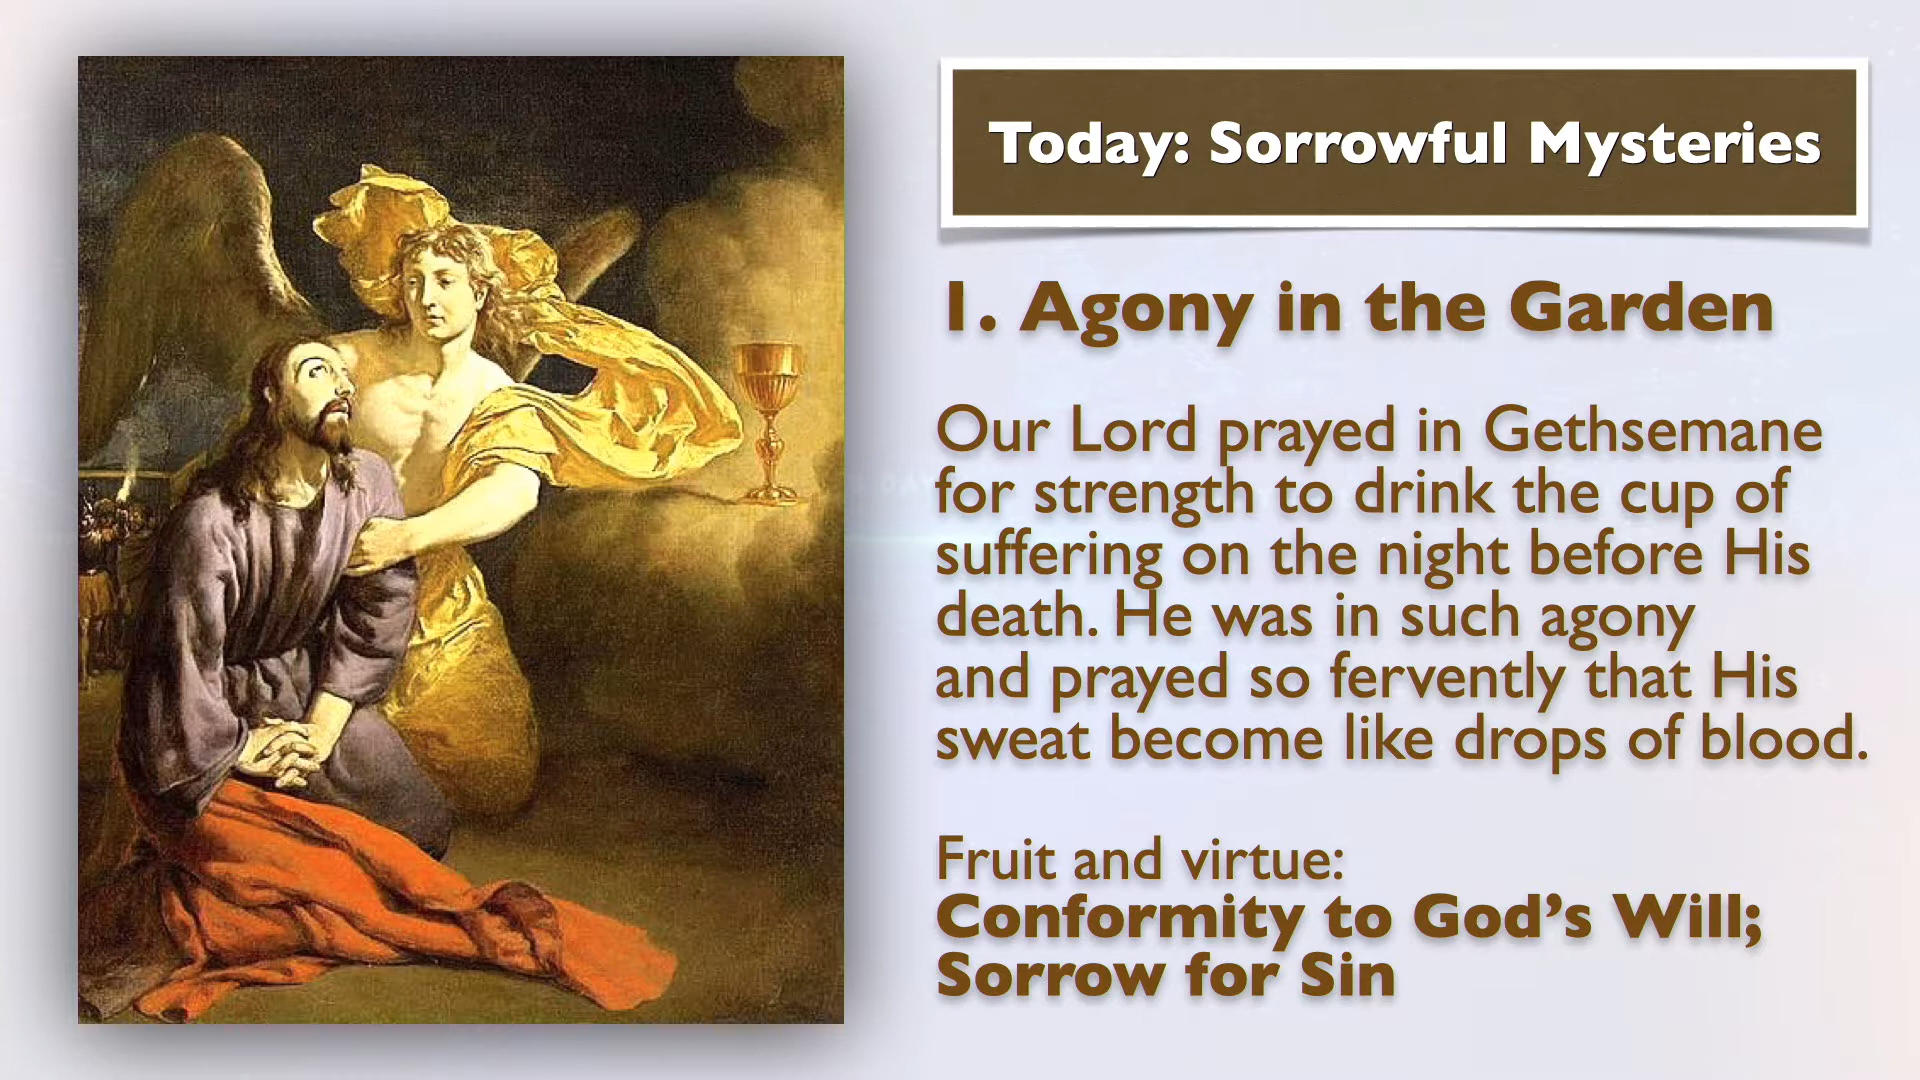 Today: Sorrowful Mysteries
1. Agony in the Garden
Our Lord prayed in Gethsemane
for strength to drink the cup of
suffering on the night before His
death. He was in such agony
and prayed so fervently that His
sweat become like drops of blood.
Fruit and virtue:
Conformity to God’s Will;
Sorrow for Sin